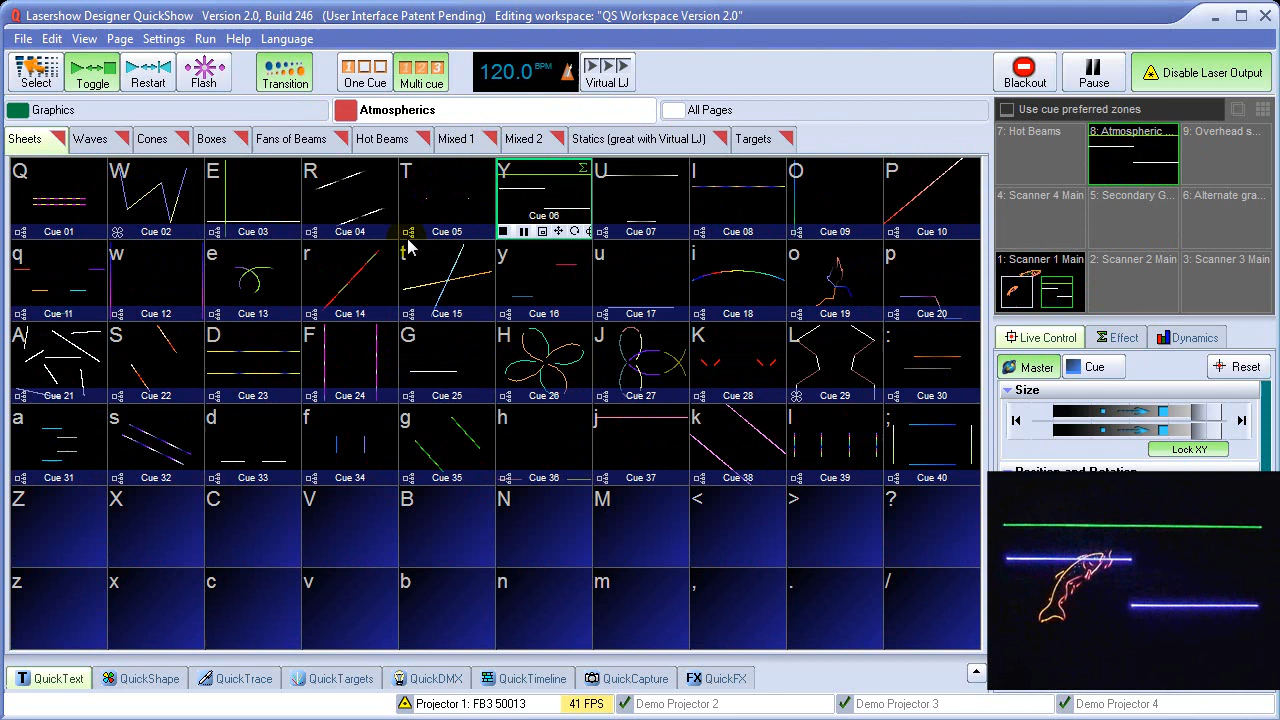 Lasershow Designer QuickShow Version 2.0, Build 246 (User Interface Patent Pending) Editing workspace: "QS Workspace Version 2.0"
File Edit View Page Settings Run Help Language
Select Toggle Restart Flash Transition One Cue Multi cue 120.0 BPM Virtual LJ Blackout Pause Disable Laser Output
Graphics Atmospherics All Pages Use cue preferred zones
Sheets Waves Cones Boxes Fans of Beams Hot Beams Mixed 1 Mixed 2 Statics (great with Virtual LJ) Targets
7: Hot Beams 8: Atmospheric ... 9: Overhead s...
Q W E R T Y U I O P
Cue 01 Cue 02 Cue 03 Cue 04 Cue 05 Cue 06 Cue 07 Cue 08 Cue 09 Cue 10
4: Scanner 4 Main 5: Secondary G... 6: Alternate gra...
q w e r t y u i o p
Cue 11 Cue 12 Cue 13 Cue 14 Cue 15 Cue 16 Cue 17 Cue 18 Cue 19 Cue 20
1: Scanner 1 Main 2: Scanner 2 Main 3: Scanner 3 Main
A S D F G H J K L :
Cue 21 Cue 22 Cue 23 Cue 24 Cue 25 Cue 26 Cue 27 Cue 28 Cue 29 Cue 30
Live Control Effect Dynamics
Master Cue Reset
Size
a s d f g h j k l ;
Cue 31 Cue 32 Cue 33 Cue 34 Cue 35 Cue 36 Cue 37 Cue 38 Cue 39 Cue 40
Lock XY
Position and Rotation
Z X C V B N M < > ?
z x c v b n m , . /
QuickText QuickShape QuickTrace QuickTargets QuickDMX QuickTimeline QuickCapture FX QuickFX
Projector 1: FB3 50013 41 FPS Demo Projector 2 Demo Projector 3 Demo Projector 4